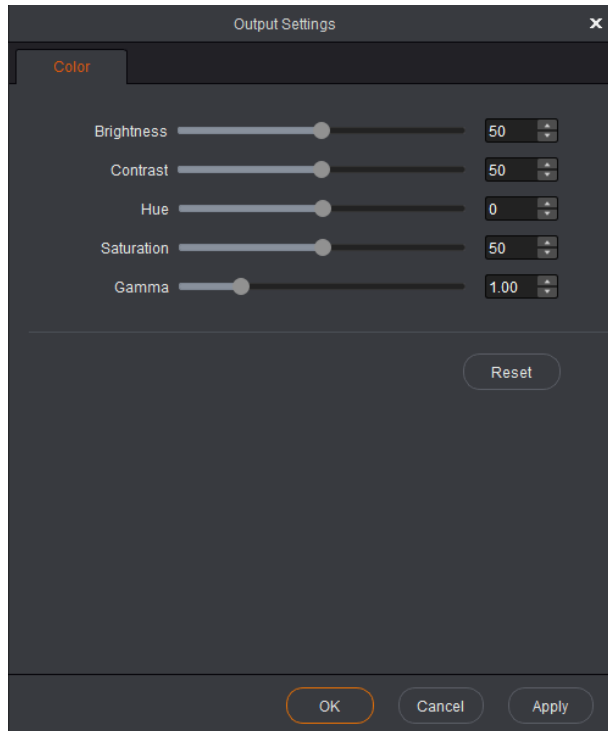 Output Settings
Color
Brightness 50
Contrast 50
Hue 0
Saturation 50
Gamma 1.00
Reset
OK Cancel Apply